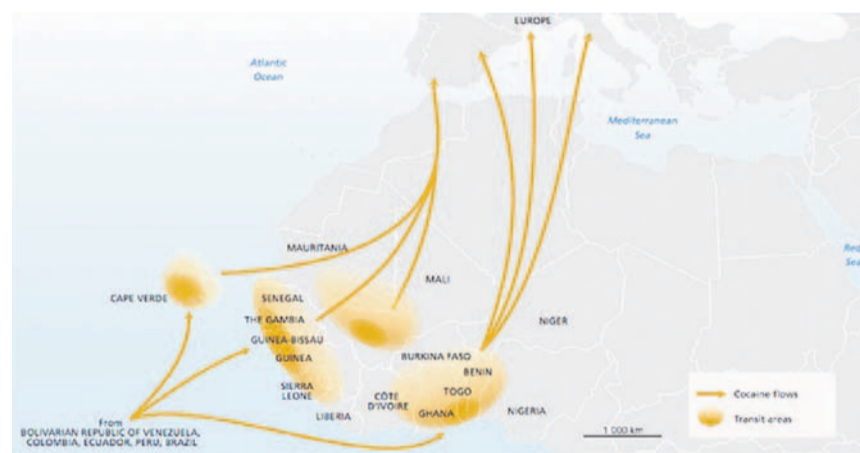 EUROPE
Atlantic
Ocean
Mediterranean
Sea
Red
Sea
MAURITANIA
MALI
CAPE VERDE
SENEGAL
THE GAMBIA
NIGER
GUINEA-BISSAU
GUINEA
BURKINA FASO
BENIN
SIERRA
LEONE
CÔTE
D'IVOIRE
TOGO
LIBERIA
GHANA
NIGERIA
from
BOLIVARIAN REPUBLIC OF VENEZUELA,
COLOMBIA, ECUADOR, PERU, BRAZIL
1 000 km
Cocaine flows
Transit areas